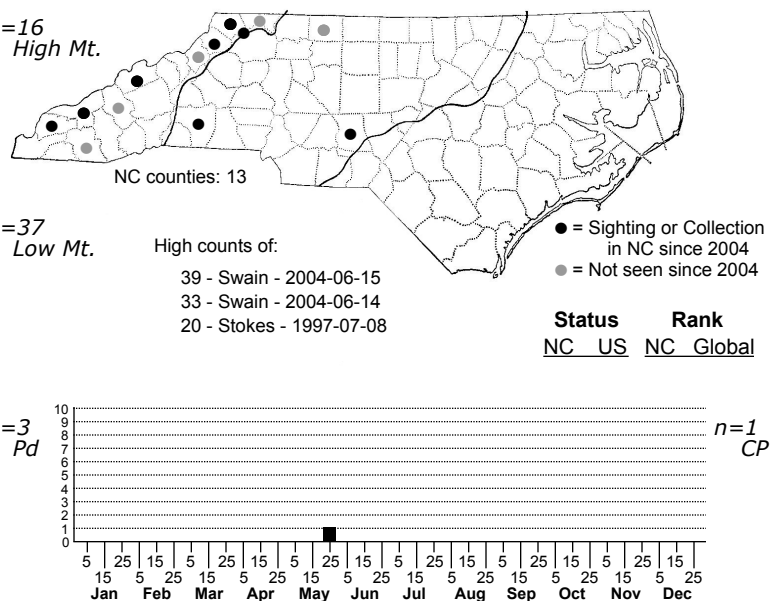 =16
High Mt.
NC counties: 13
=37
Low Mt.
High counts of:
39 - Swain - 2004-06-15
33 - Swain - 2004-06-14
20 - Stokes - 1997-07-08
= Sighting or Collection
in NC since 2004
= Not seen since 2004
Status Rank
NC US NC Global
=3
Pd
10
9
8
7
6
5
4
3
2
1
0
n=1
CP
5 25 15 5 25 15 5 25 15 5 25 15 5 25 15 5 25 15
15 5 25 15 5 25 15 5 25 15 5 25 15 5 25 15 5 25
Jan Feb Mar Apr May Jun Jul Aug Sep Oct Nov Dec